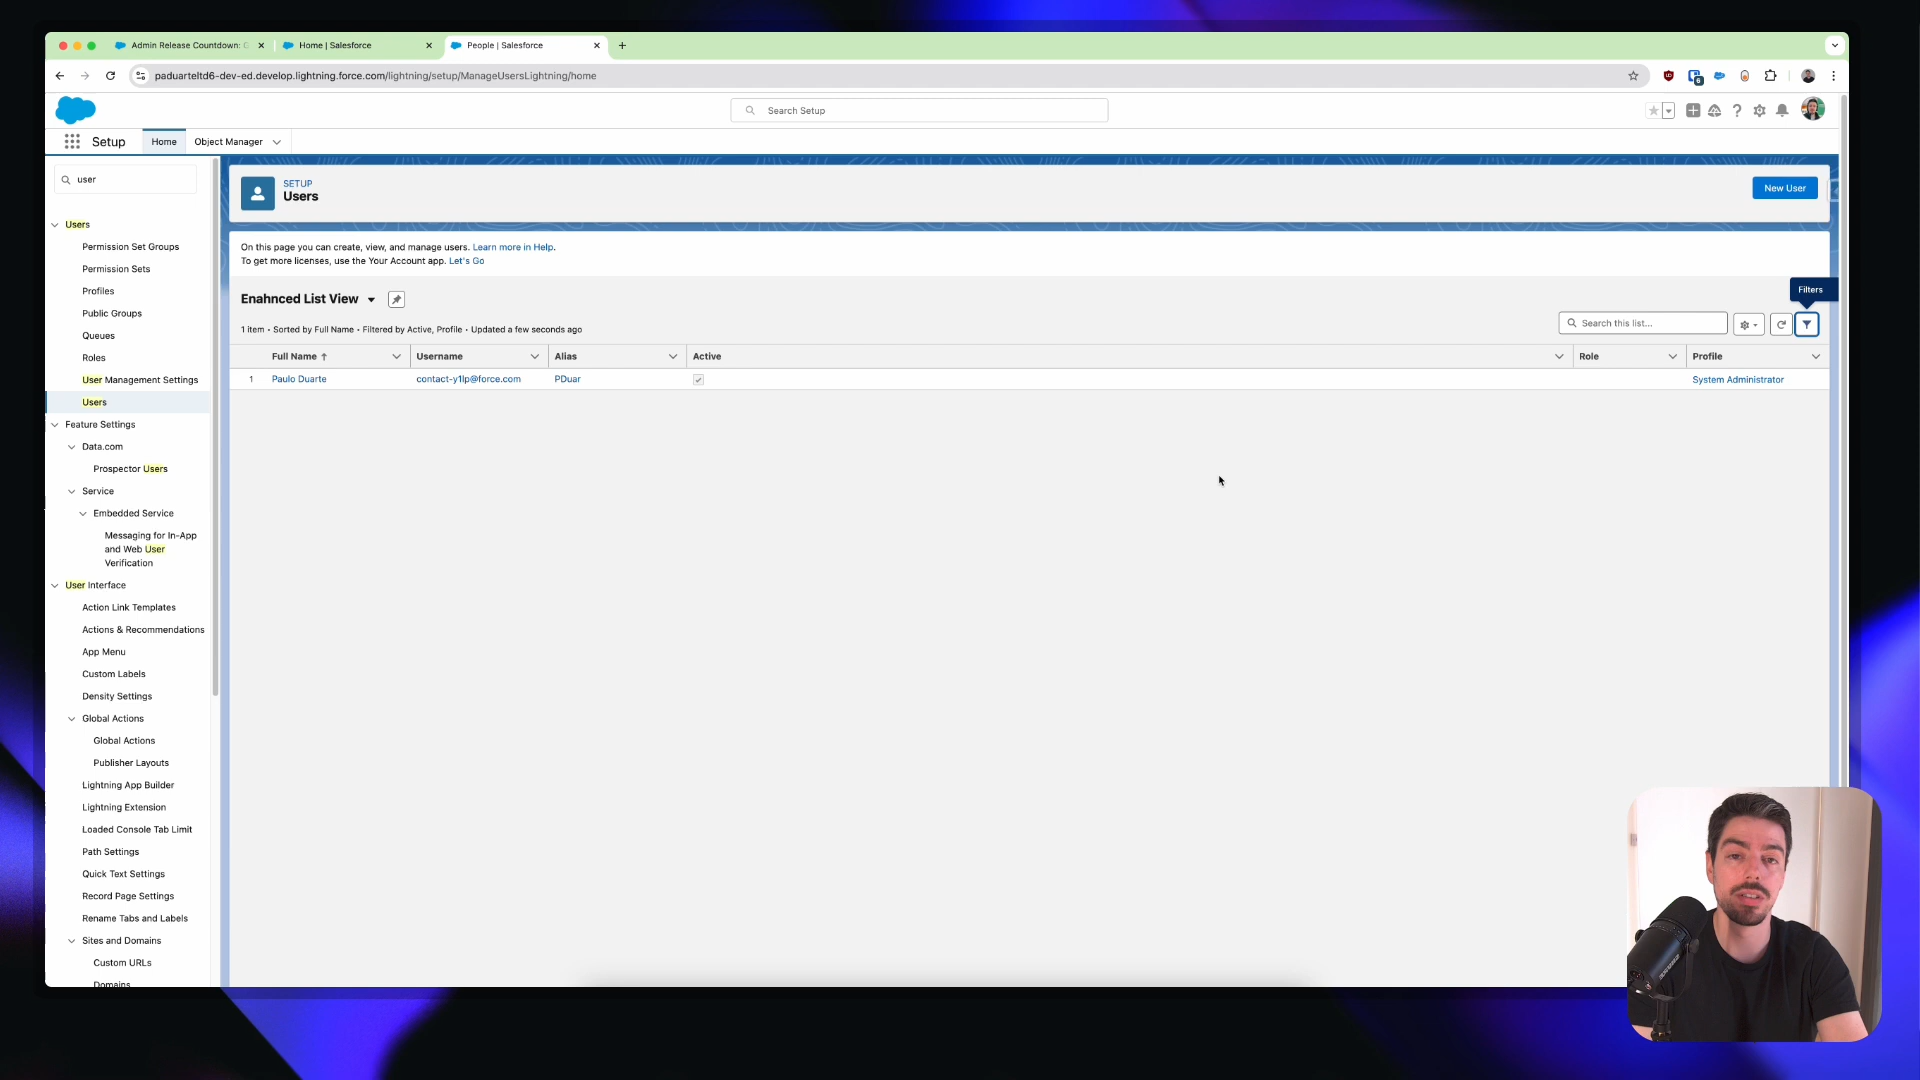 Admin Release Countdown: G
Home | Salesforce
People | Salesforce
paduarteltd6-dev-ed.develop.lightning.force.com/lightning/setup/ManageUsersLightning/home
6
Search Setup
Setup
Home
Object Manager
user
SETUP
Users
New User
On this page you can create, view, and manage users. Learn more in Help.
To get more licenses, use the Your Account app. Let's Go
Enahnced List View
Filters
1 item • Sorted by Full Name • Filtered by Active, Profile • Updated a few seconds ago
Search this list...
Full Name
Username
Alias
Active
Role
Profile
1 Paulo Duarte contact-y1lp@force.com PDuar System Administrator
Users
Permission Set Groups
Permission Sets
Profiles
Public Groups
Queues
Roles
User Management Settings
Users
Feature Settings
Data.com
Prospector Users
Service
Embedded Service
Messaging for In-App
and Web User
Verification
User Interface
Action Link Templates
Actions & Recommendations
App Menu
Custom Labels
Density Settings
Global Actions
Global Actions
Publisher Layouts
Lightning App Builder
Lightning Extension
Loaded Console Tab Limit
Path Settings
Quick Text Settings
Record Page Settings
Rename Tabs and Labels
Sites and Domains
Custom URLs
Domains